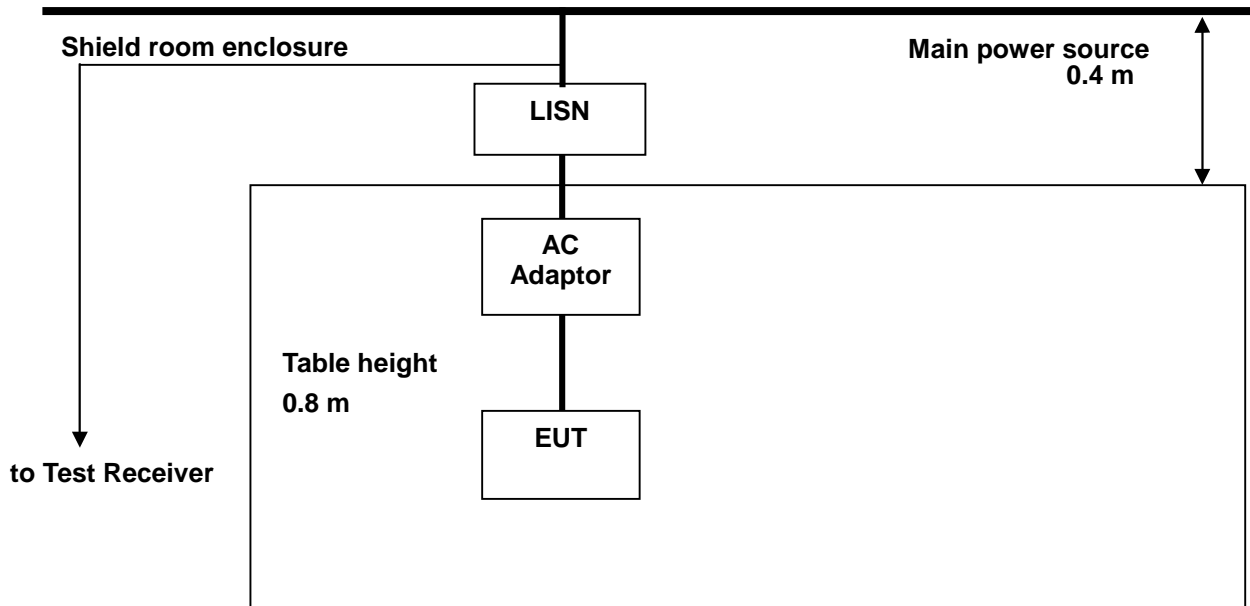 Shield room enclosure
Main power source
0.4 m
LISN
AC
Adaptor
Table height
0.8 m
EUT
to Test Receiver